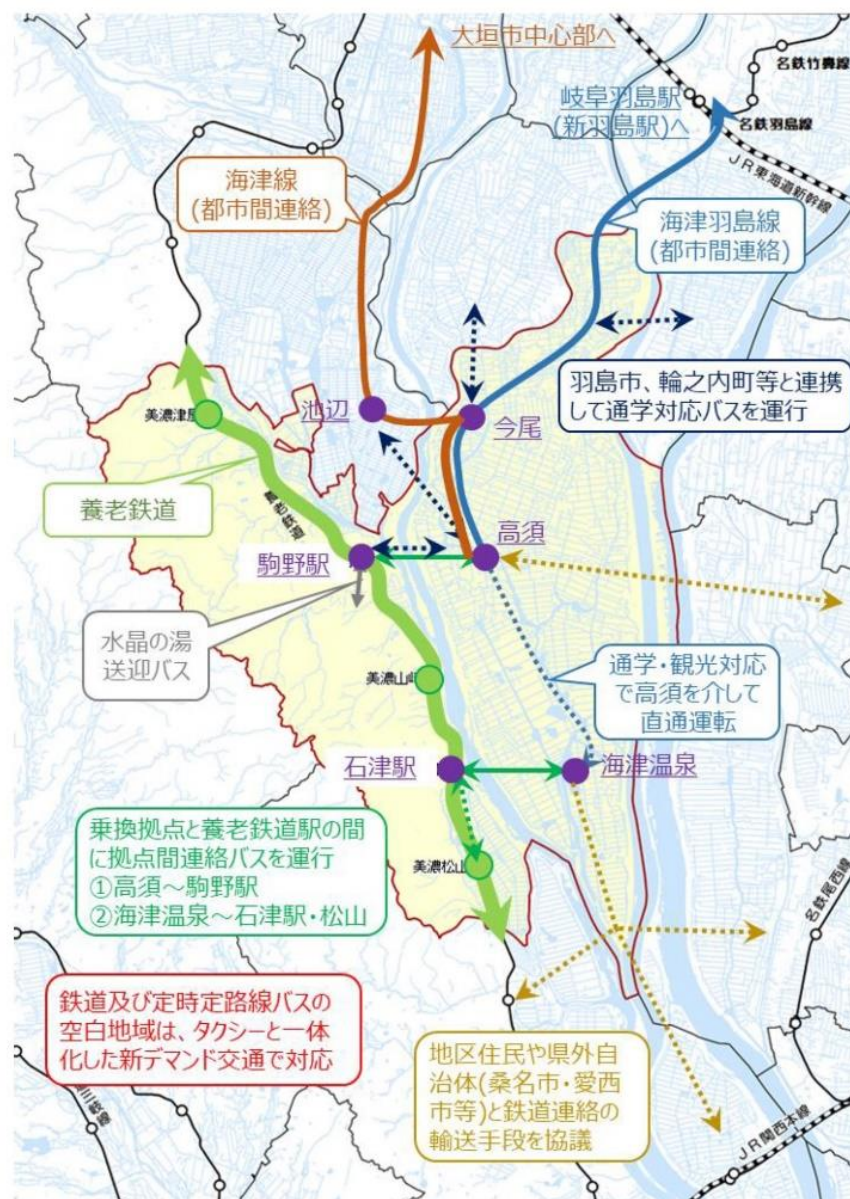 大垣市中心部へ
名鉄竹鼻線
岐阜羽島駅
(新羽島駅)へ
名鉄羽島線
JR東海道新幹線
海津線
(都市間連絡)
海津羽島線
(都市間連絡)
羽島市、輪之内町等と連携
して通学対応バスを運行
池辺
今尾
美濃津屋
養老鉄道
養老鉄道
高須
駒野駅
水晶の湯
送迎バス
美濃山崎
通学・観光対応
で高須を介して
直通運転
石津駅
海津温泉
乗換拠点と養老鉄道駅の間
に拠点間連絡バスを運行
①高須～駒野駅
②海津温泉～石津駅・松山
美濃松山
名鉄尾西線
鉄道及び定時定路線バスの
空白地域は、タクシーと一体
化した新デマンド交通で対応
地区住民や県外自
治体(桑名市・愛西
市等)と鉄道連絡の
輸送手段を協議
JR関西本線